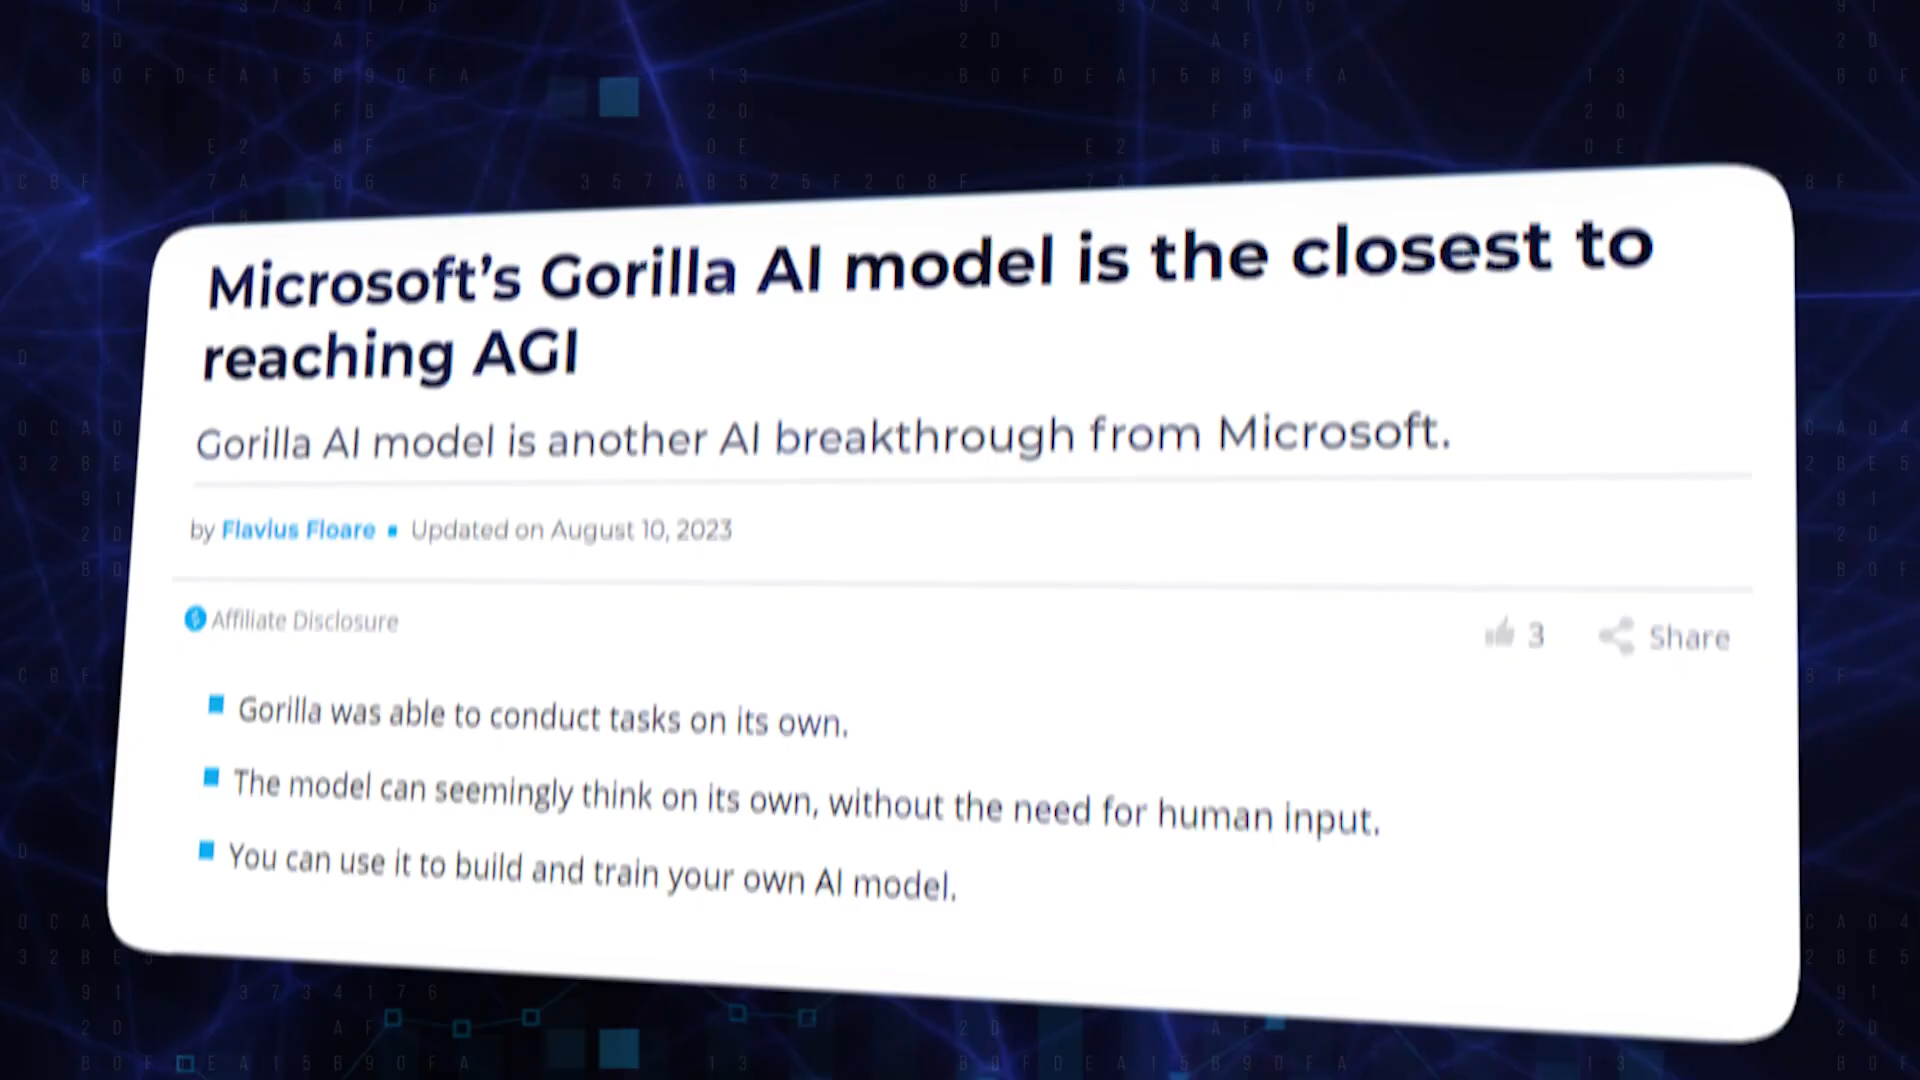 Microsoft's Gorilla AI model is the closest to
reaching AGI
Gorilla AI model is another AI breakthrough from Microsoft.
by Flavius Floare ▪ Updated on August 10, 2023
Affiliate Disclosure
3 Share
Gorilla was able to conduct tasks on its own.
The model can seemingly think on its own, without the need for human input.
You can use it to build and train your own AI model.